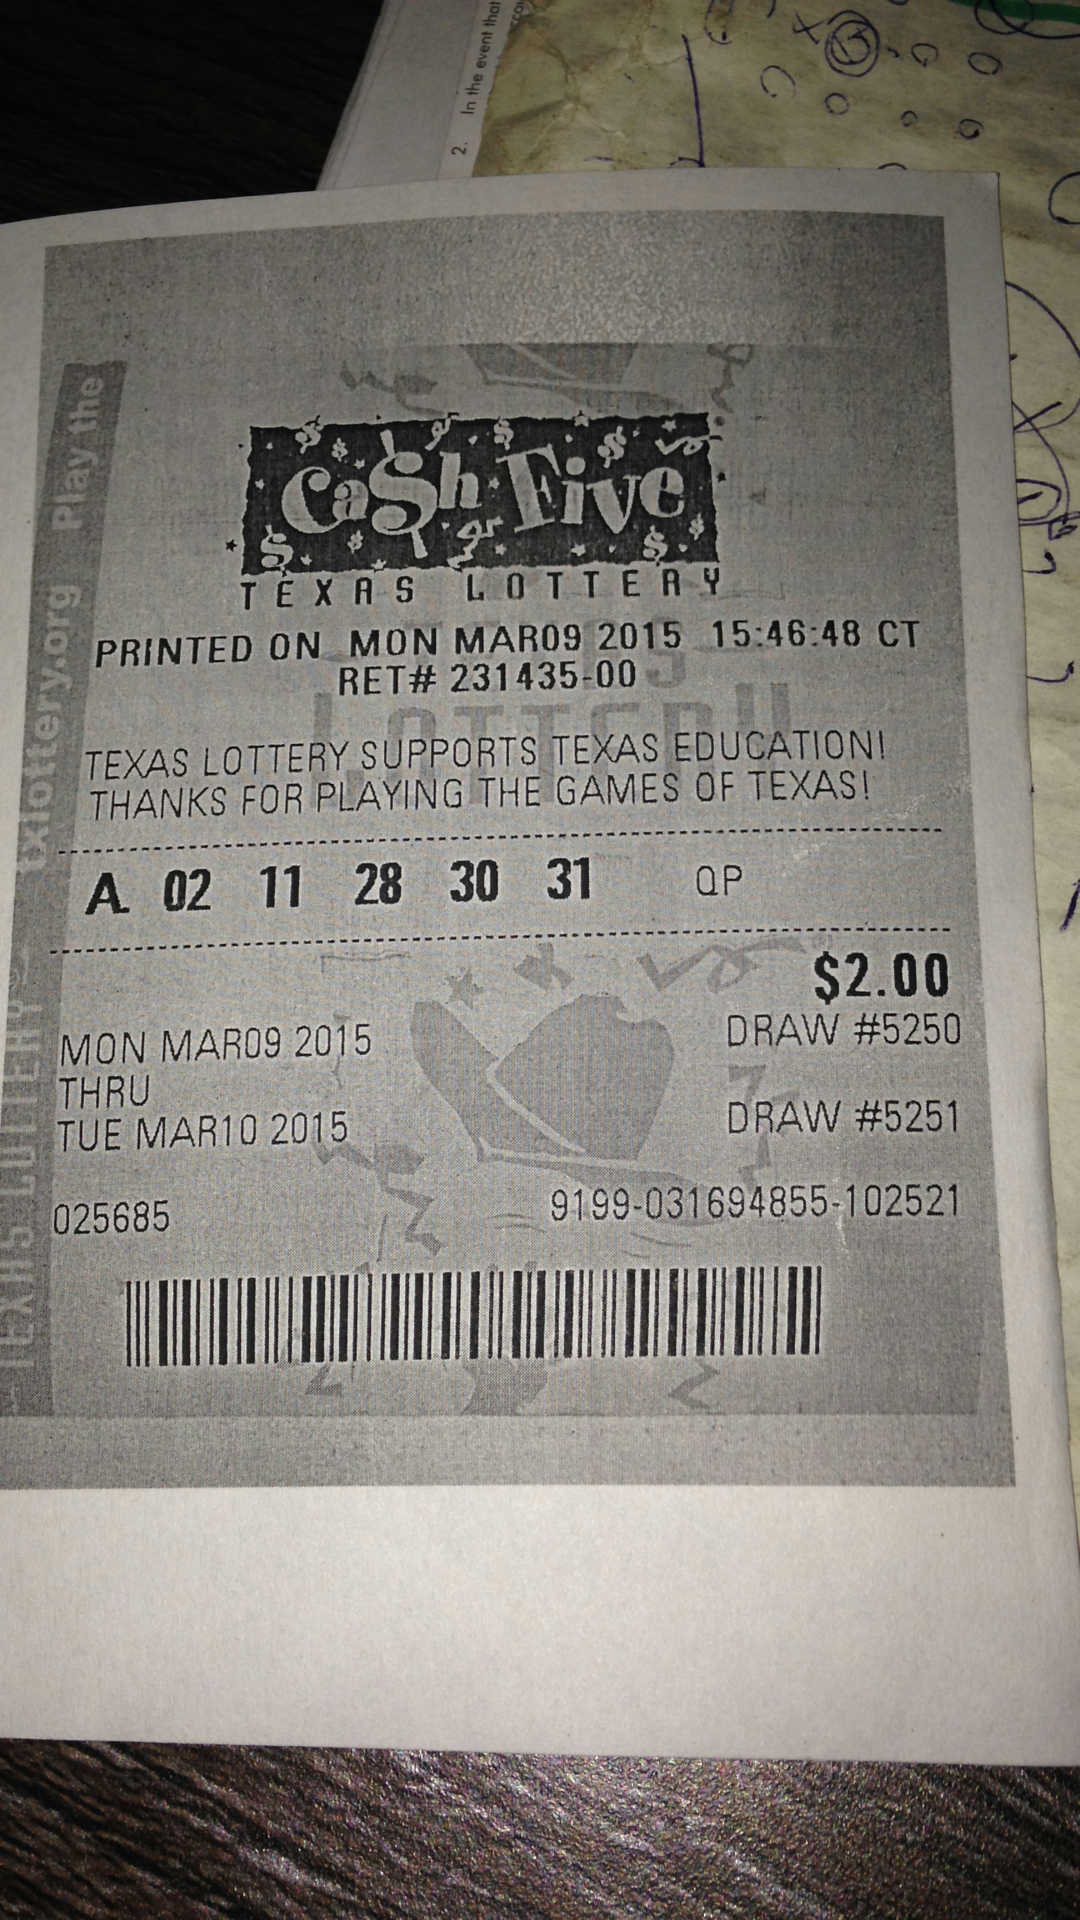 2. In the event that
Play the
txlottery.org
TEXAS LOTTERY
Ca$h Five
TEXAS LOTTERY
PRINTED ON MON MAR09 2015 15:46:48 CT
RET# 231435-00
LOTTERY
TEXAS LOTTERY SUPPORTS TEXAS EDUCATION!
THANKS FOR PLAYING THE GAMES OF TEXAS!
A. 02 11 28 30 31 QP
$2.00
MON MAR09 2015 DRAW #5250
THRU
TUE MAR10 2015 DRAW #5251
025685 9199-031694855-102521